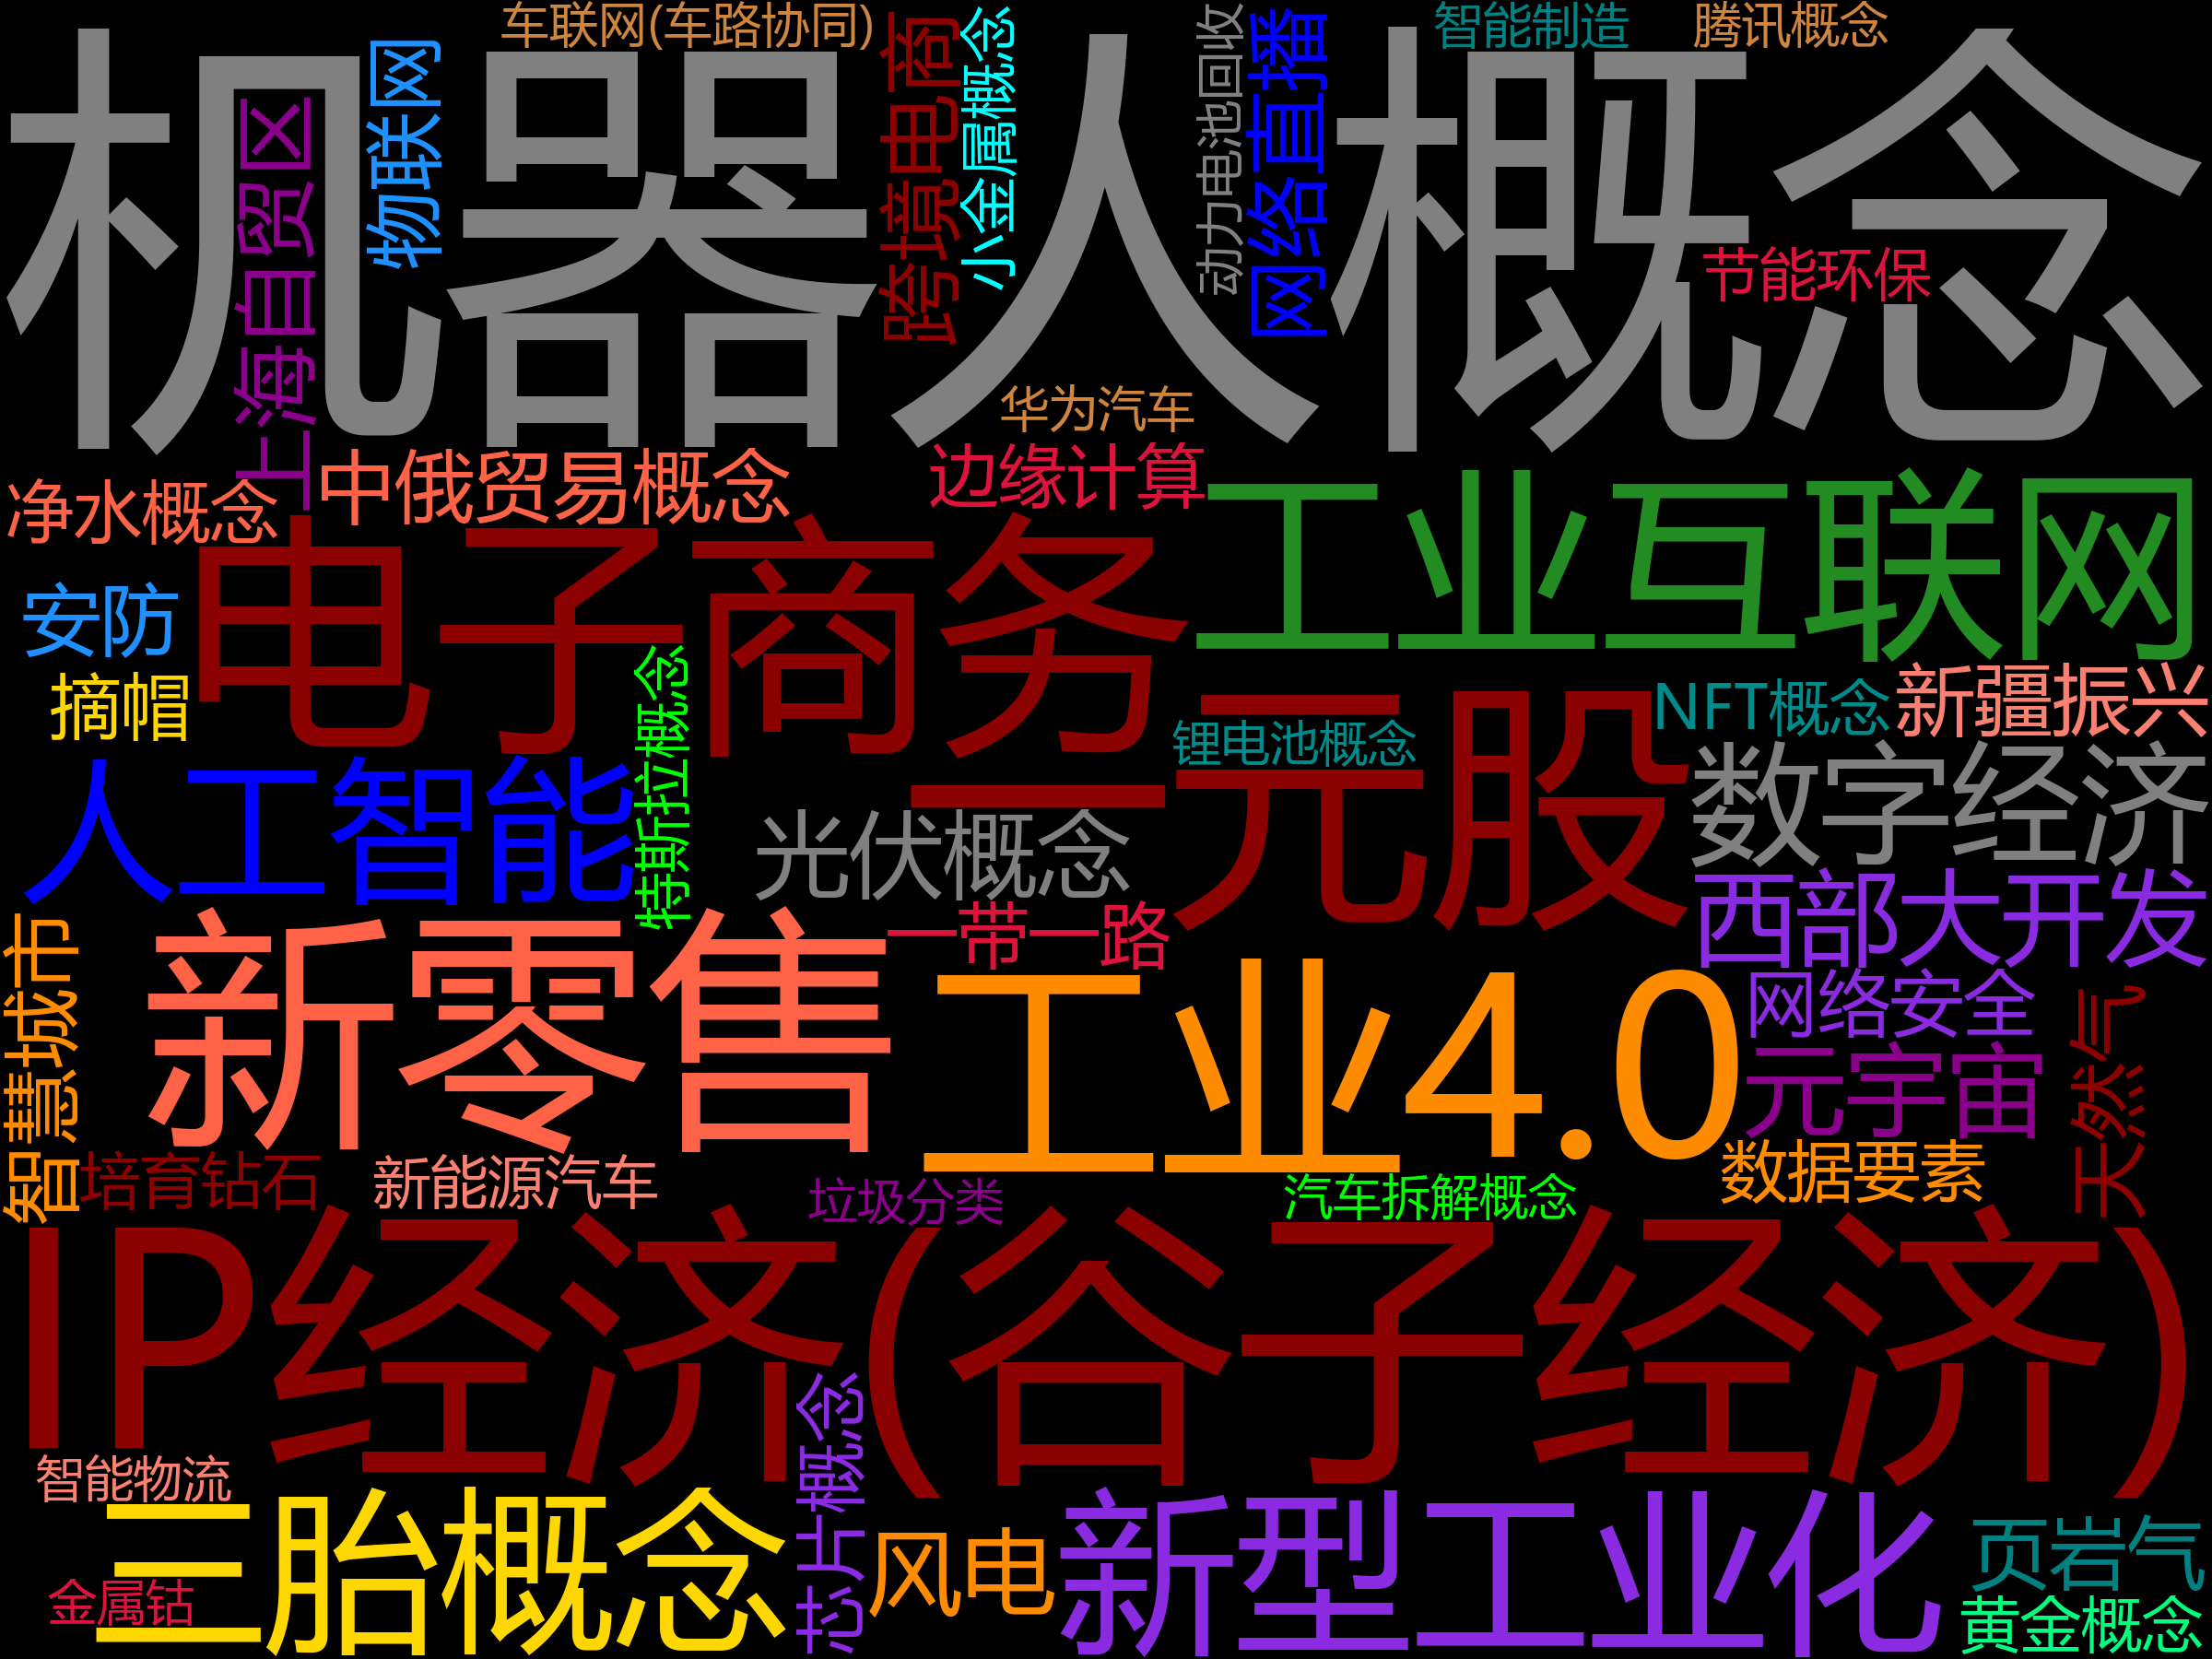 车联网(车路协同)
智能制造
腾讯概念
机器人概念
物联网
上海自贸区
跨境电商
小金属概念
动力电池回收
网络直播
节能环保
华为汽车
净水概念
中俄贸易概念
边缘计算
工业互联网
电子商务
安防
摘帽
特斯拉概念
一元股
锂电池概念
NFT概念
新疆振兴
人工智能
光伏概念
数字经济
西部大开发
一带一路
智慧城市
新零售
工业4.0
网络安全
元宇宙
天然气
数据要素
培育钻石
新能源汽车
垃圾分类
汽车拆解概念
IP经济(谷子经济)
智能物流
三胎概念
芯片概念
风电
新型工业化
页岩气
金属钴
黄金概念